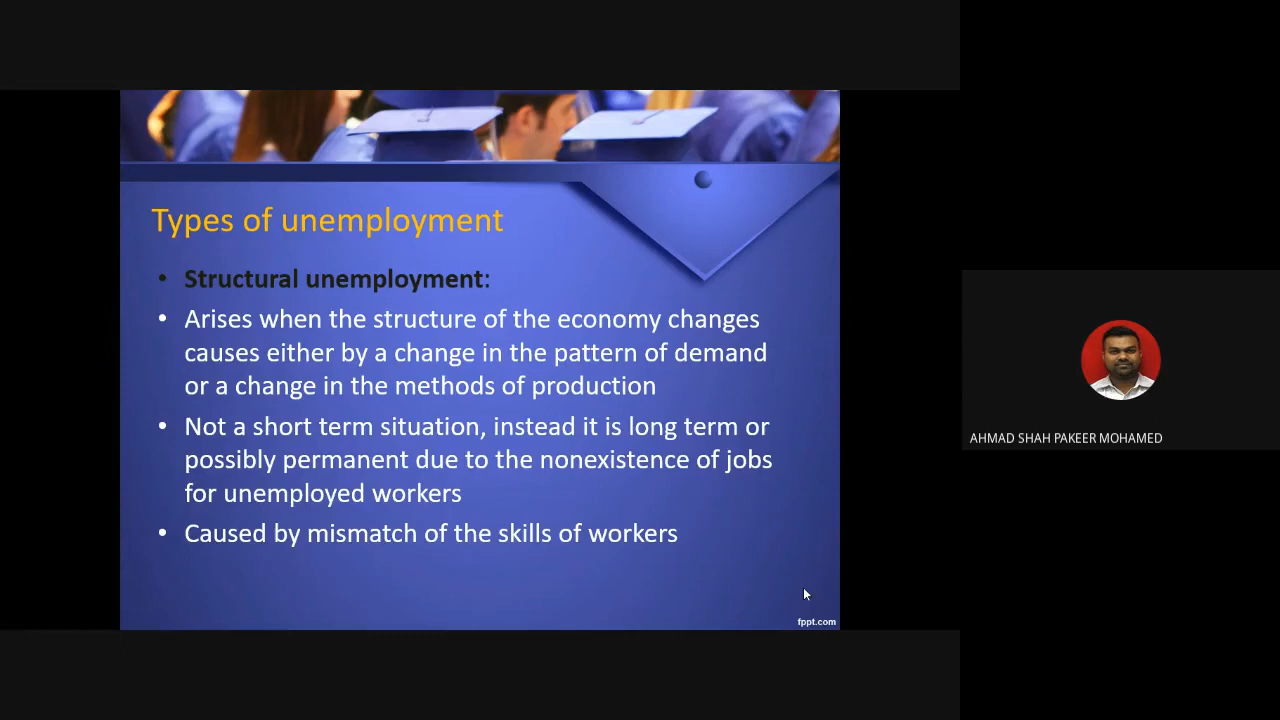 Types of unemployment
• Structural unemployment:
• Arises when the structure of the economy changes
causes either by a change in the pattern of demand
or a change in the methods of production
• Not a short term situation, instead it is long term or
possibly permanent due to the nonexistence of jobs
for unemployed workers
• Caused by mismatch of the skills of workers
fppt.com
AHMAD SHAH PAKEER MOHAMED